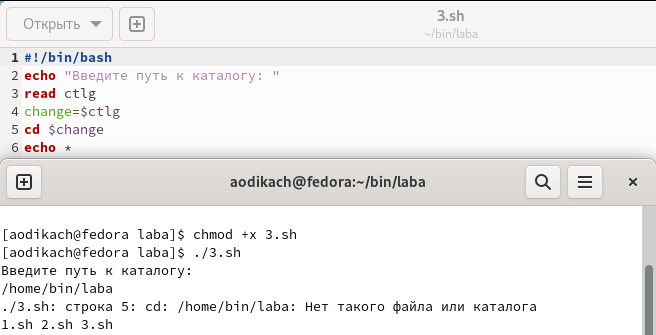 Открыть
3.sh
~/bin/laba
1 #!/bin/bash
2 echo "Введите путь к каталогу: "
3 read ctlg
4 change=$ctlg
5 cd $change
6 echo *
aodikach@fedora:~/bin/laba
[aodikach@fedora laba]$ chmod +x 3.sh
[aodikach@fedora laba]$ ./3.sh
Введите путь к каталогу:
/home/bin/laba
./3.sh: строка 5: cd: /home/bin/laba: Нет такого файла или каталога
1.sh 2.sh 3.sh